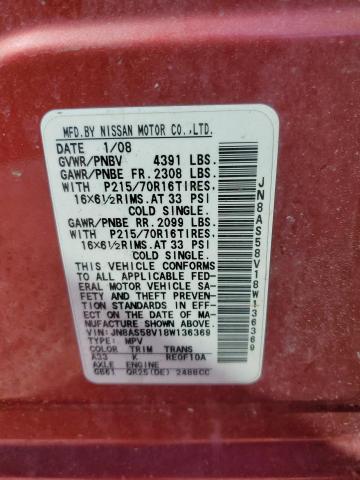 MFD.BY NISSAN MOTOR CO.,LTD.
DATE 1/08
GVWR/PNBV 4391 LBS.
GAWR/PNBE FR. 2308 LBS.
WITH P215/70R16TIRES,
16X6½RIMS.AT 33 PSI
COLD SINGLE.
GAWR/PNBE RR. 2099 LBS.
WITH P215/70R16TIRES,
16X6½RIMS.AT 33 PSI
COLD SINGLE.
THIS VEHICLE CONFORMS
TO ALL APPLICABLE FED-
ERAL MOTOR VEHICLE SA-
FETY AND THEFT PREVEN-
TION STANDARDS IN EFF-
ECT ON THE DATE OF MA-
NUFACTURE SHOWN ABOVE.
VIN:JN8AS58V18W136369
TYPE: MPV
COLOR TRIM TRANS
A33 K RE0F10A
AXLE ENGINE
GB61 QR25(DE) 2488CC
JN8AS58V18W136369